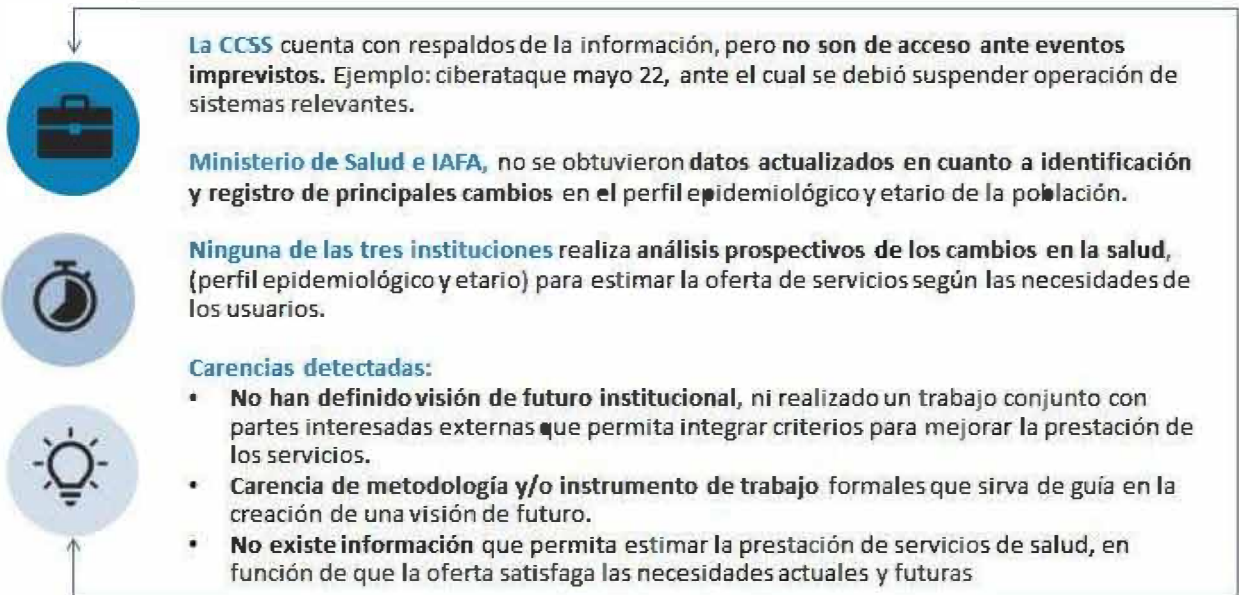 La CCSS cuenta con respaldos de la información, pero no son de acceso ante eventos
imprevistos. Ejemplo: ciberataque mayo 22, ante el cual se debió suspender operación de
sistemas relevantes.
Ministerio de Salud e IAFA, no se obtuvieron datos actualizados en cuanto a identificación
y registro de principales cambios en el perfil epidemiológico y etario de la población.
Ninguna de las tres instituciones realiza análisis prospectivos de los cambios en la salud,
(perfil epidemiológico y etario) para estimar la oferta de servicios según las necesidades de
los usuarios.
Carencias detectadas:
• No han definido visión de futuro institucional, ni realizado un trabajo conjunto con
partes interesadas externas que permita integrar criterios para mejorar la prestación de
los servicios.
• Carencia de metodología y/o instrumento de trabajo formales que sirva de guía en la
creación de una visión de futuro.
• No existe información que permita estimar la prestación de servicios de salud, en
función de que la oferta satisfaga las necesidades actuales y futuras